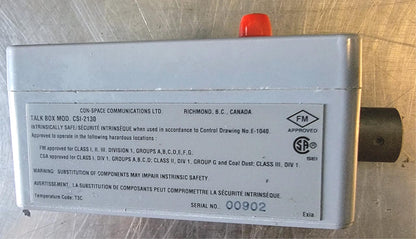 CON-SPACE COMMUNICATIONS LTD. RICHMOND, B.C., CANADA
TALK BOX MOD. CSI-2130
INTRINSICALLY SAFE/SÉCURITÉ INTRINSÈQUE when used in accordance to Control Drawing No E-1040.
Approved to operate in the following hazardous locations :
FM approved for CLASS I, II, III, DIVISION 1, GROUPS A,B,C,D,E,F,G.
CSA approved for CLASS I, DIV 1, GROUPS A,B,C,D, CLASS II, DIV 1, GROUP G and Coal Dust; CLASS III, DIV 1.
WARNING: SUBSTITUTION OF COMPONENTS MAY IMPAIR INTRINSIC SAFETY.
AVERTISSEMENT, LA SUBSTITUTION DE COMPOSANTS PEUT COMPROMETTRE LA SÉCURITÉ INTRINSÈQUE.
Temperature Code: T3C SERIAL NO. 00902 Exia
FM
APPROVED
SA